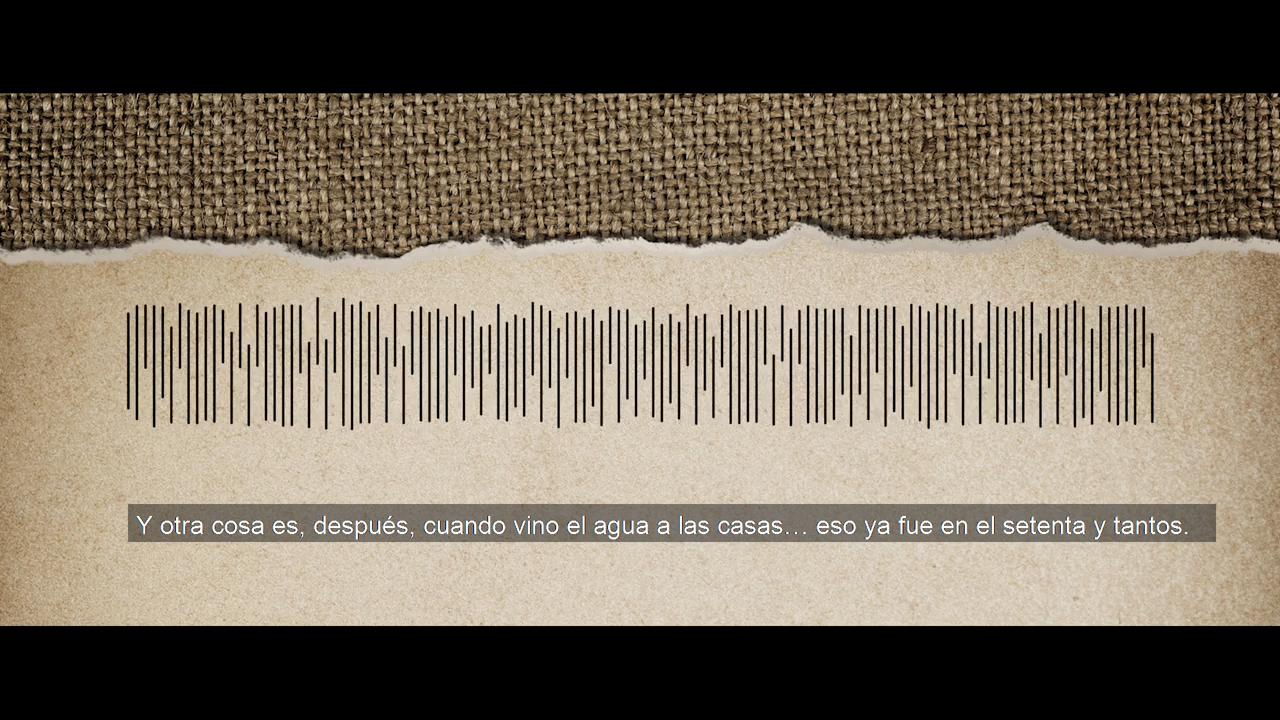 Y otra cosa es, después, cuando vino el agua a las casas… eso ya fue en el setenta y tantos.